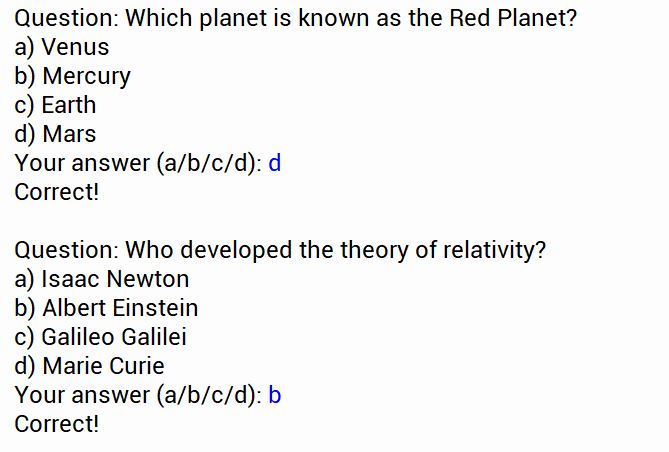 Question: Which planet is known as the Red Planet?
a) Venus
b) Mercury
c) Earth
d) Mars
Your answer (a/b/c/d): d
Correct!

Question: Who developed the theory of relativity?
a) Isaac Newton
b) Albert Einstein
c) Galileo Galilei
d) Marie Curie
Your answer (a/b/c/d): b
Correct!